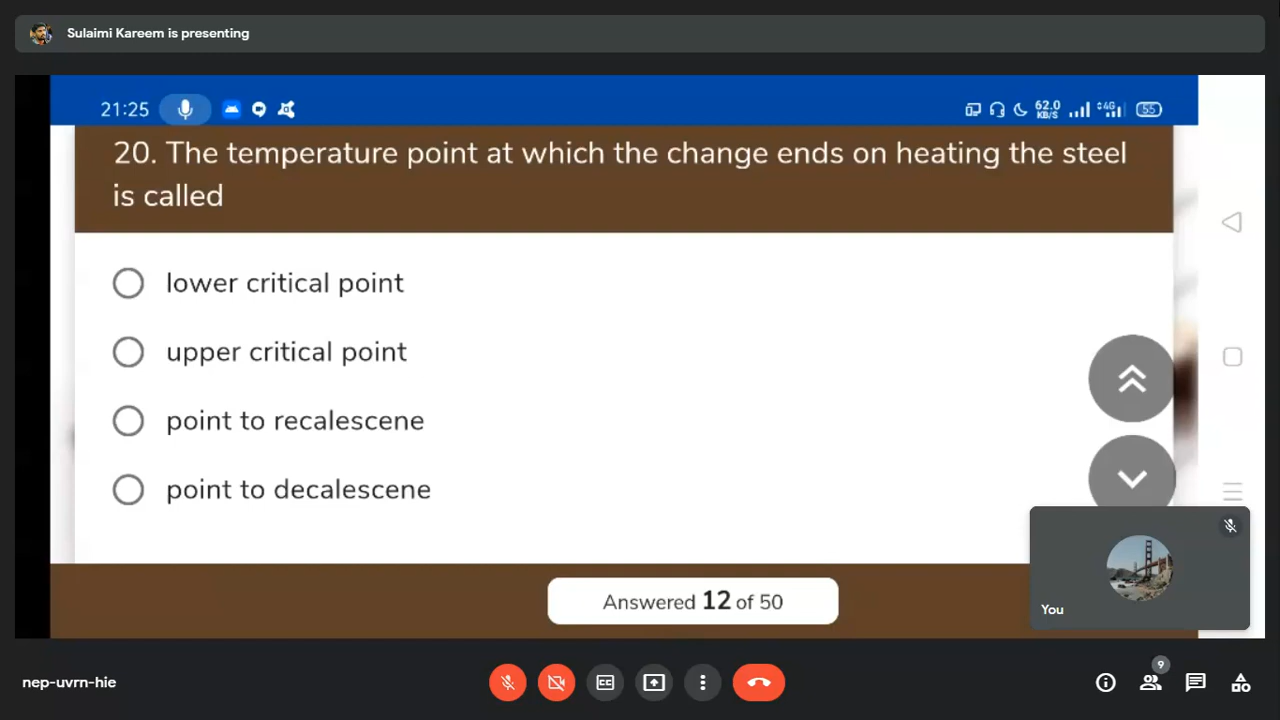 Sulaimi Kareem is presenting
21:25
62.0
KB/S
4G
55
20. The temperature point at which the change ends on heating the steel
is called
lower critical point
upper critical point
point to recalescene
point to decalescene
You
Answered 12 of 50
nep-uvrn-hie
CC
9